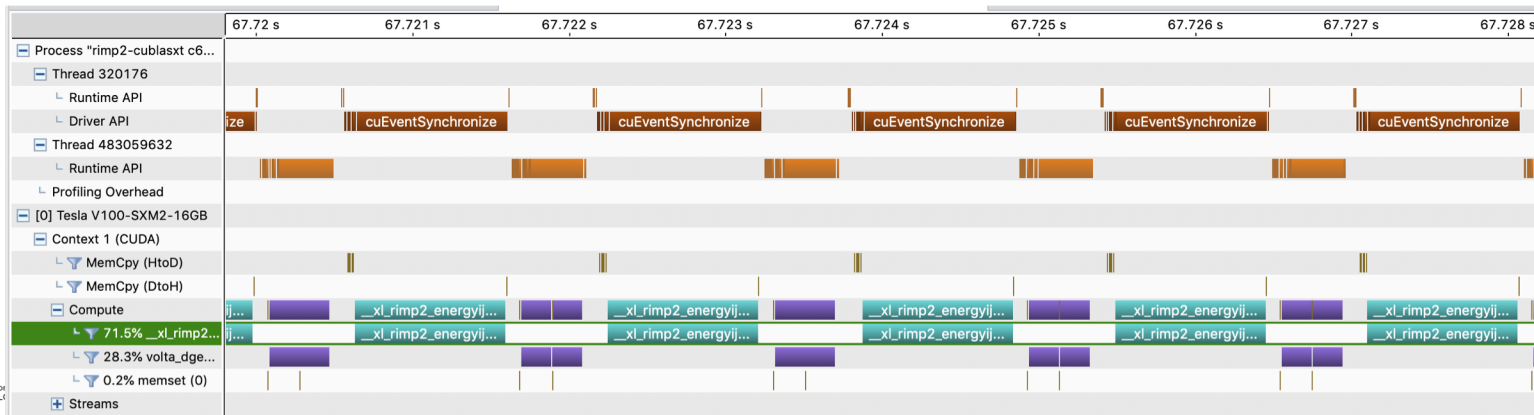 67.72 s 67.721 s 67.722 s 67.723 s 67.724 s 67.725 s 67.726 s 67.727 s 67.728 s
Process "rimp2-cublasxt c6...
Thread 320176
Runtime API
Driver API ize cuEventSynchronize cuEventSynchronize cuEventSynchronize cuEventSynchronize cuEventSynchronize
Thread 483059632
Runtime API
Profiling Overhead
[0] Tesla V100-SXM2-16GB
Context 1 (CUDA)
MemCpy (HtoD)
MemCpy (DtoH)
Compute ij... __xl_rimp2_energyij... __xl_rimp2_energyij... __xl_rimp2_energyij... __xl_rimp2_energyij... __xl_rimp2_energyij...
71.5% __xl_rimp2... ij... __xl_rimp2_energyij... __xl_rimp2_energyij... __xl_rimp2_energyij... __xl_rimp2_energyij... __xl_rimp2_energyij...
28.3% volta_dge...
0.2% memset (0)
Streams